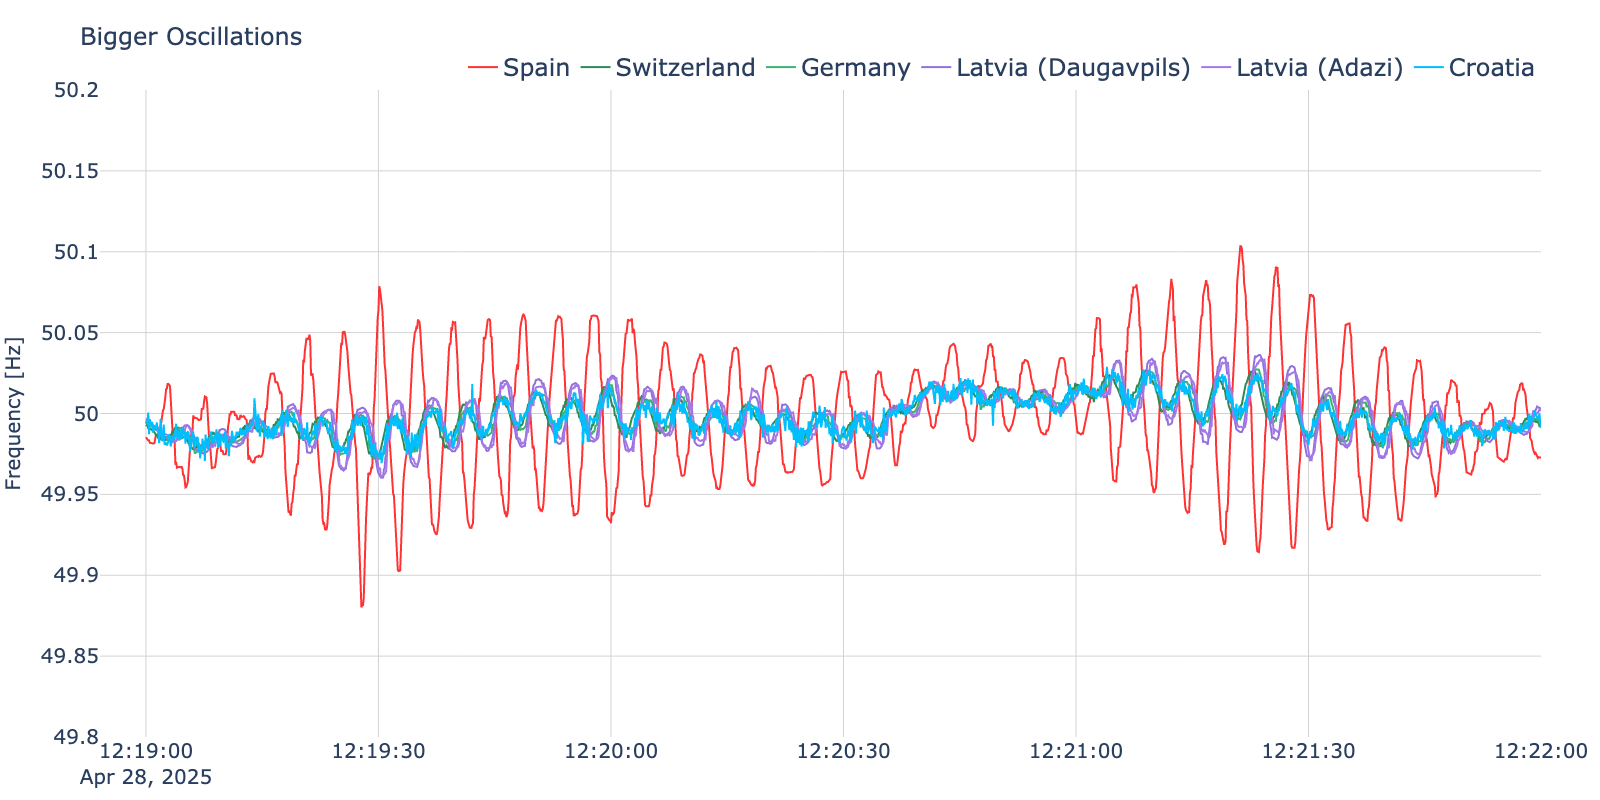 Bigger Oscillations
Spain Switzerland Germany Latvia (Daugavpils) Latvia (Adazi) Croatia
50.2
50.15
50.1
50.05
50
49.95
49.9
49.85
49.8
Frequency [Hz]
12:19:00 12:19:30 12:20:00 12:20:30 12:21:00 12:21:30 12:22:00
Apr 28, 2025